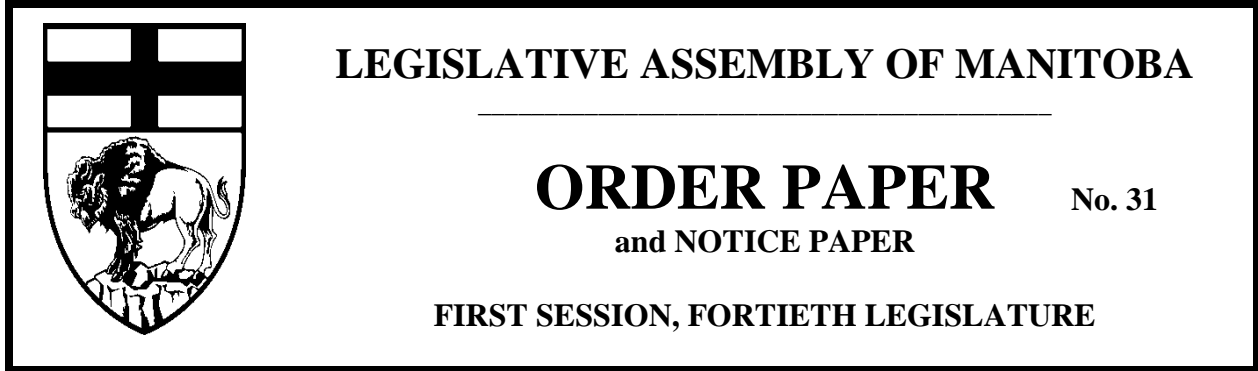 LEGISLATIVE ASSEMBLY OF MANITOBA
ORDER PAPER No. 31
and NOTICE PAPER
FIRST SESSION, FORTIETH LEGISLATURE